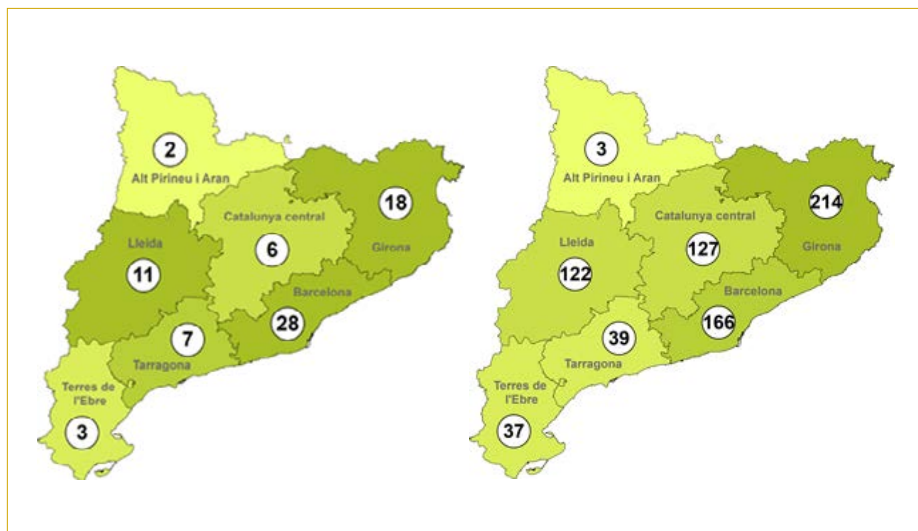 2
Alt Pirineu i Aran
18
Catalunya central
6
Girona
Lleida
11
Barcelona
28
7
Tarragona
Terres de
l'Ebre
3
3
Alt Pirineu i Aran
214
Catalunya central
127
Girona
Lleida
122
Barcelona
166
39
Tarragona
Terres de
l'Ebre
37